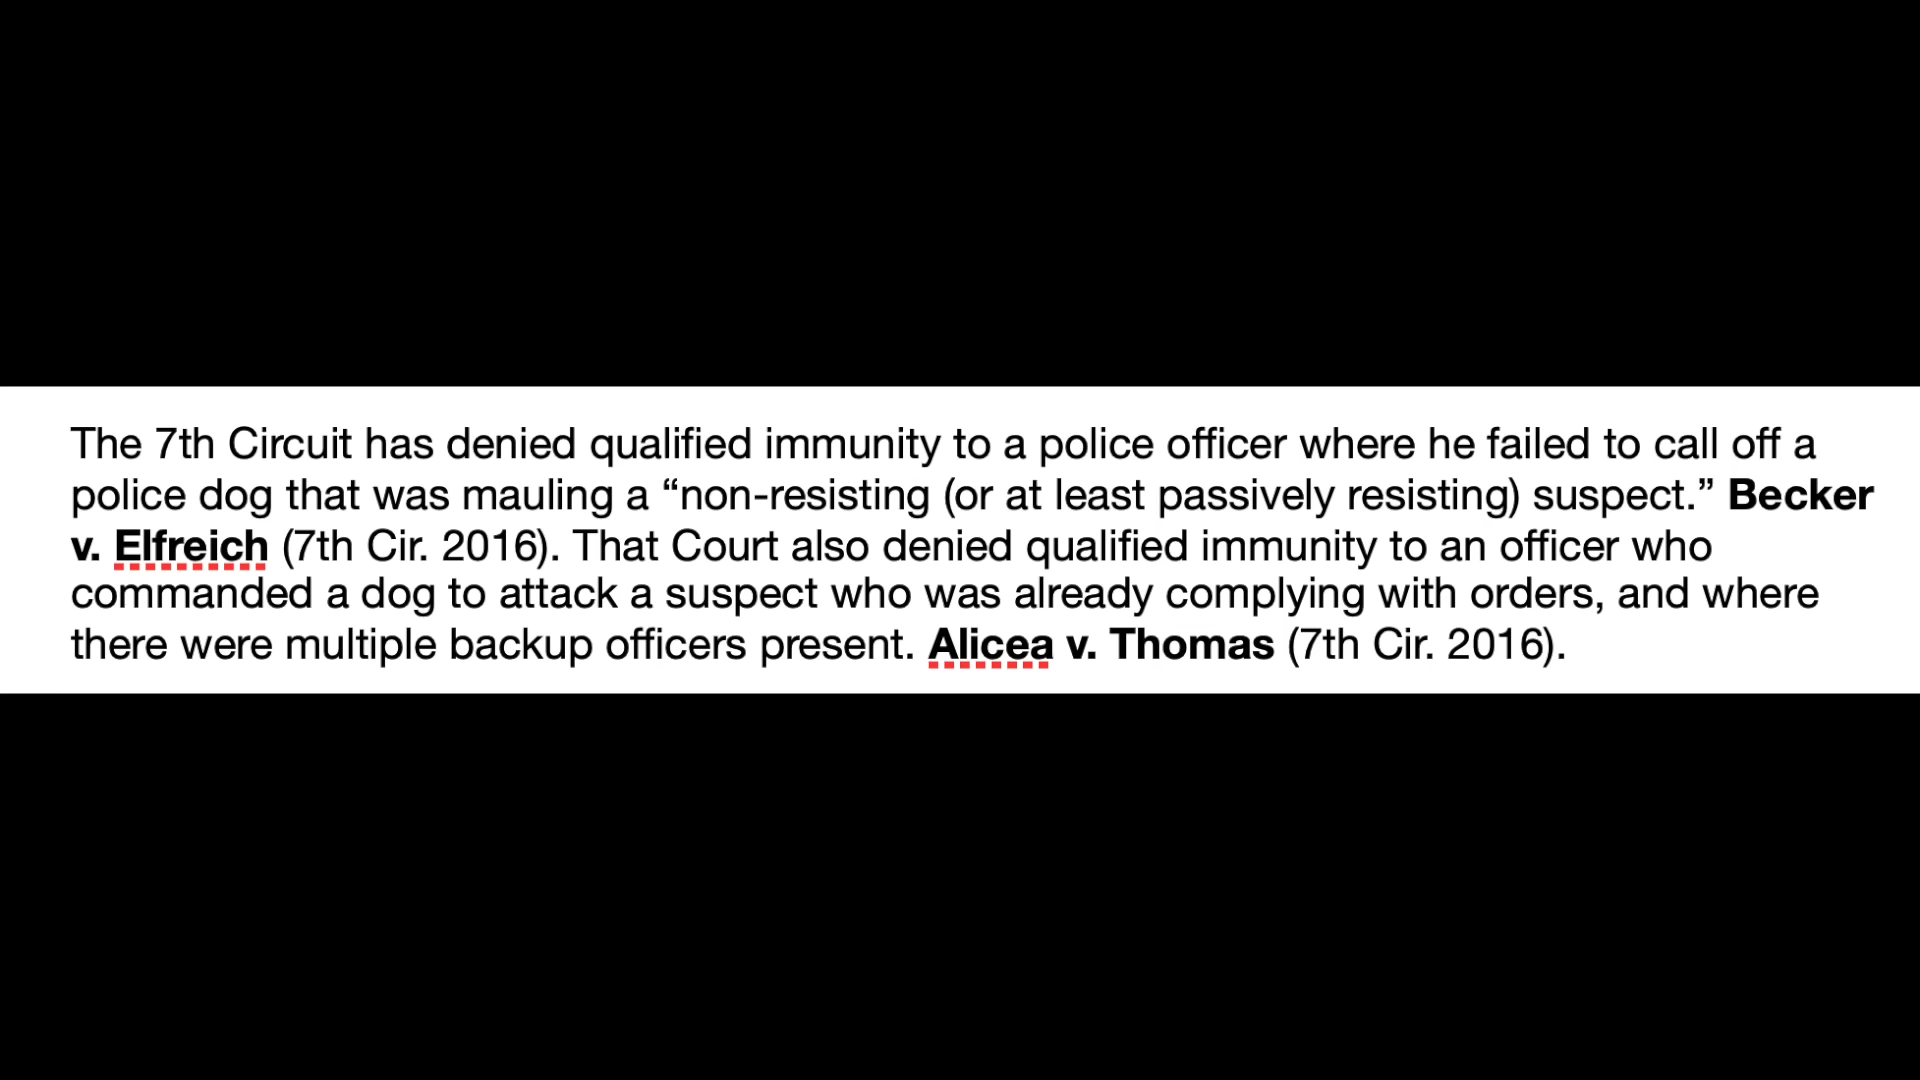 The 7th Circuit has denied qualified immunity to a police officer where he failed to call off a
police dog that was mauling a “non-resisting (or at least passively resisting) suspect.” Becker
v. Elfreich (7th Cir. 2016). That Court also denied qualified immunity to an officer who
commanded a dog to attack a suspect who was already complying with orders, and where
there were multiple backup officers present. Alicea v. Thomas (7th Cir. 2016).